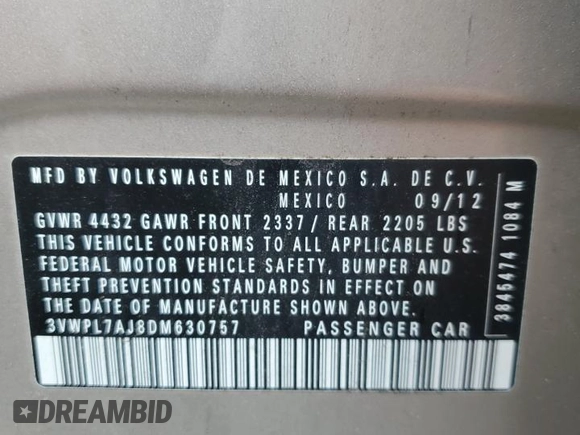 MFD BY VOLKSWAGEN DE MEXICO S.A. DE C.V.
MEXICO 09/12
GVWR 4432 GAWR FRONT 2337/ REAR 2205 LBS
THIS VEHICLE CONFORMS TO ALL APPLICABLE U.S.
FEDERAL MOTOR VEHICLE SAFETY, BUMPER AND
THEFT PREVENTION STANDARDS IN EFFECT ON
THE DATE OF MANUFACTURE SHOWN ABOVE.
3VWPL7AJ8DM630757 PASSENGER CAR
3845474 1084 M
DREAMBID